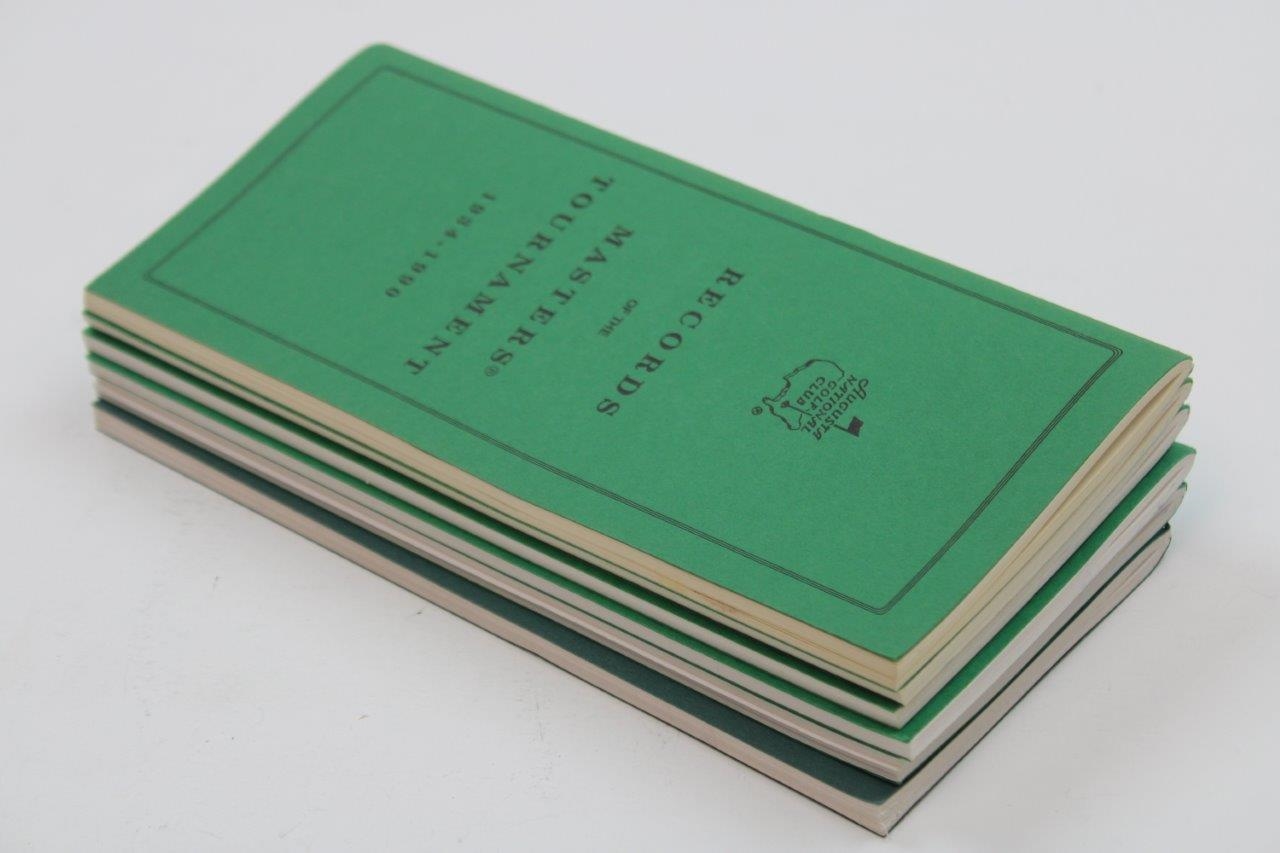 AUGUSTA
NATIONAL
GOLF
CLUB ®
RECORDS
OF THE
MASTERS®
TOURNAMENT
1934-1990